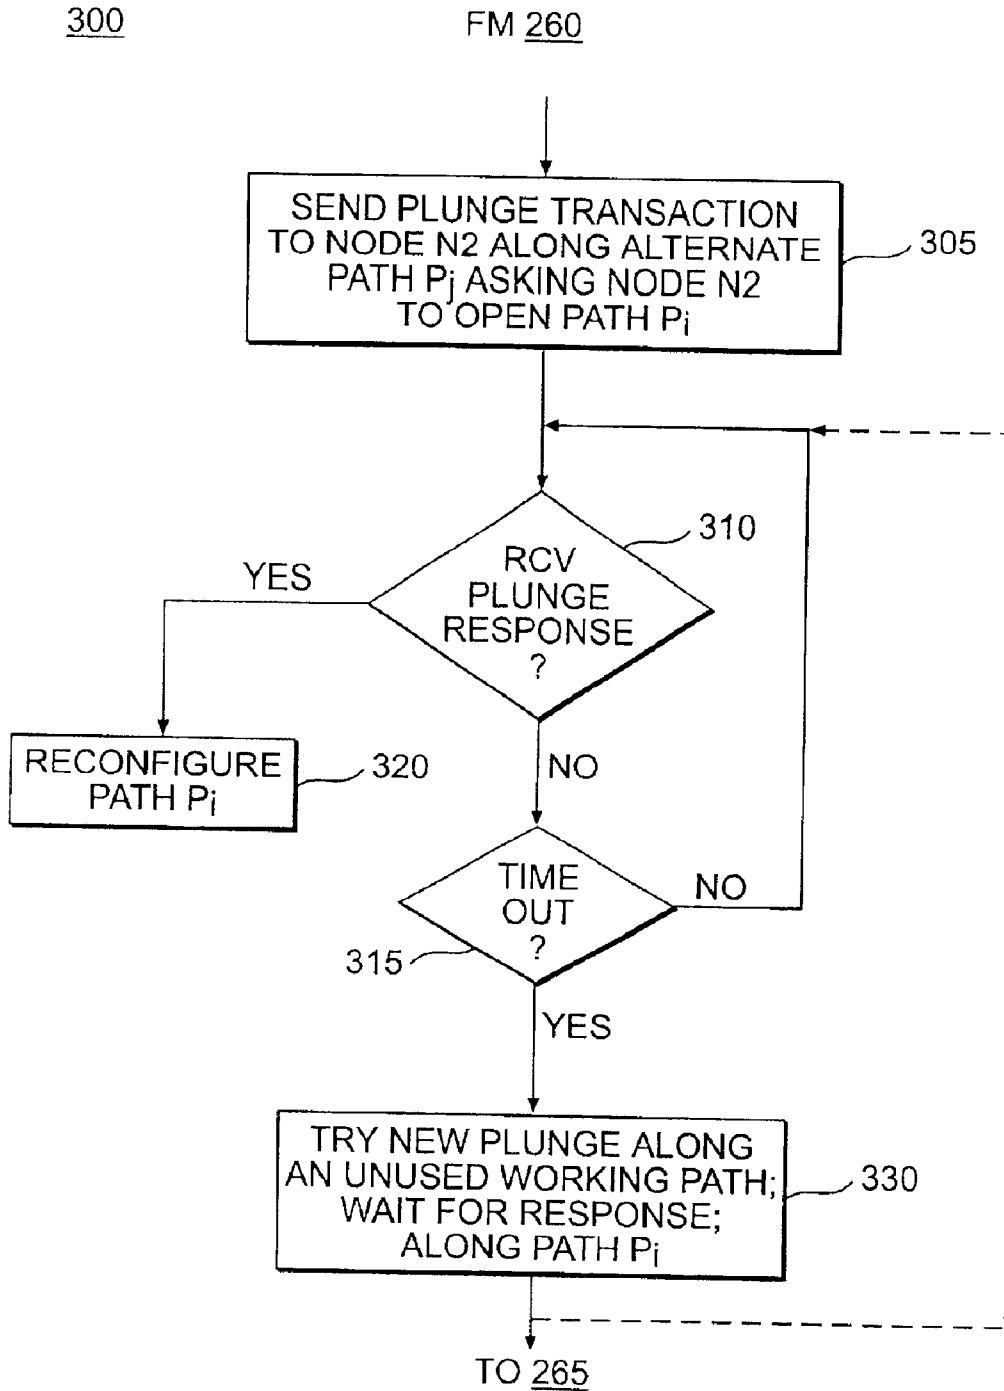 300
FM 260
SEND PLUNGE TRANSACTION
TO NODE N2 ALONG ALTERNATE
PATH Pj ASKING NODE N2
TO OPEN PATH Pi
305
RCV
PLUNGE
RESPONSE
?
310
YES
NO
RECONFIGURE
PATH Pi
320
TIME
OUT
?
315
NO
YES
TRY NEW PLUNGE ALONG
AN UNUSED WORKING PATH;
WAIT FOR RESPONSE;
ALONG PATH Pi
330
TO 265